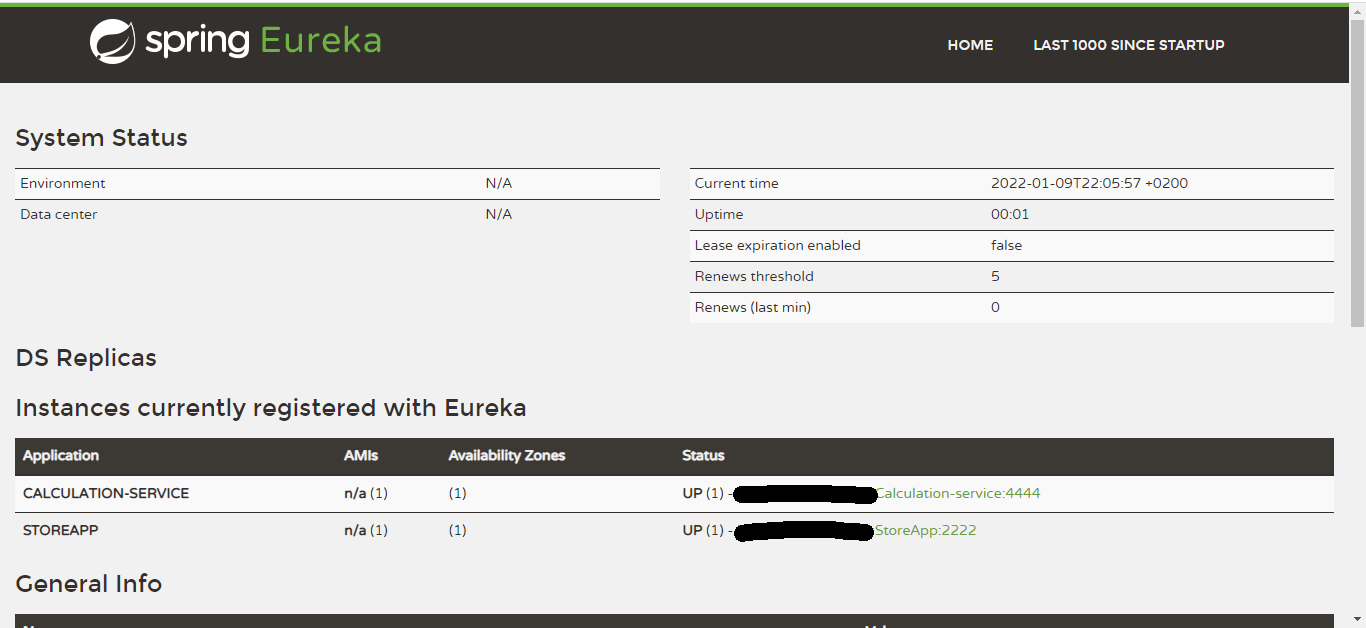 spring Eureka
HOME LAST 1000 SINCE STARTUP
System Status
Environment N/A
Data center N/A
Current time 2022-01-09T22:05:57 +0200
Uptime 00:01
Lease expiration enabled false
Renews threshold 5
Renews (last min) 0
DS Replicas
Instances currently registered with Eureka
Application AMIs Availability Zones Status
CALCULATION-SERVICE n/a (1) (1) UP (1) - Calculation-service:4444
STOREAPP n/a (1) (1) UP (1) - StoreApp:2222
General Info